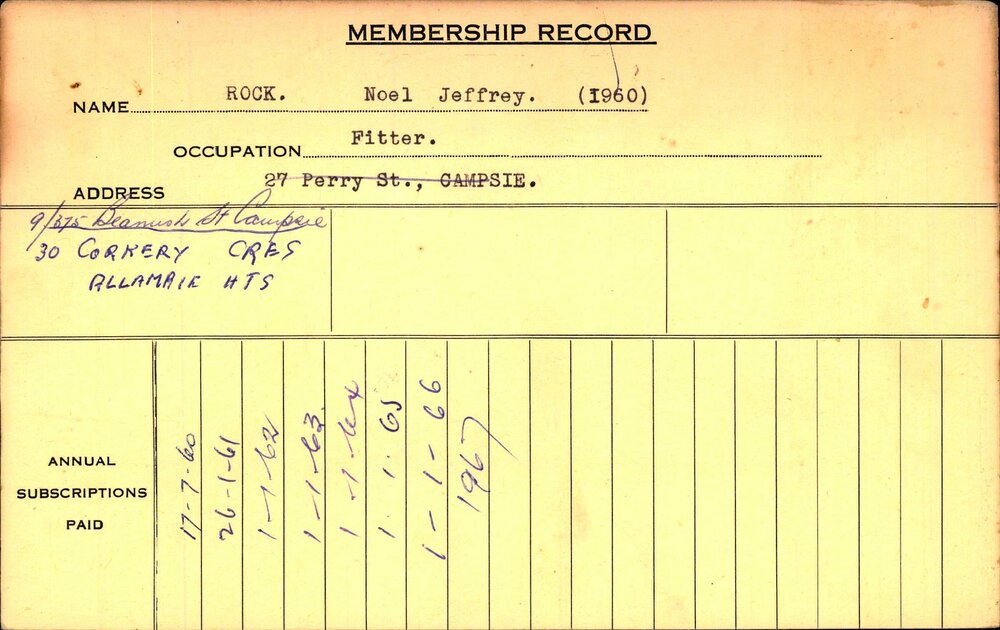 MEMBERSHIP RECORD
NAME ROCK. Noel Jeffrey. (1960)
OCCUPATION Fitter.
ADDRESS 27 Perry St., CAMPSIE.
9/375 Beamish St Campsie
30 CORKERY CRES
ALLAMBIE HTS
ANNUAL
SUBSCRIPTIONS
PAID
17-7-60
26-1-61
1-1-62
1-1-63
1-1-64
1.1.65
1-1-66
1967